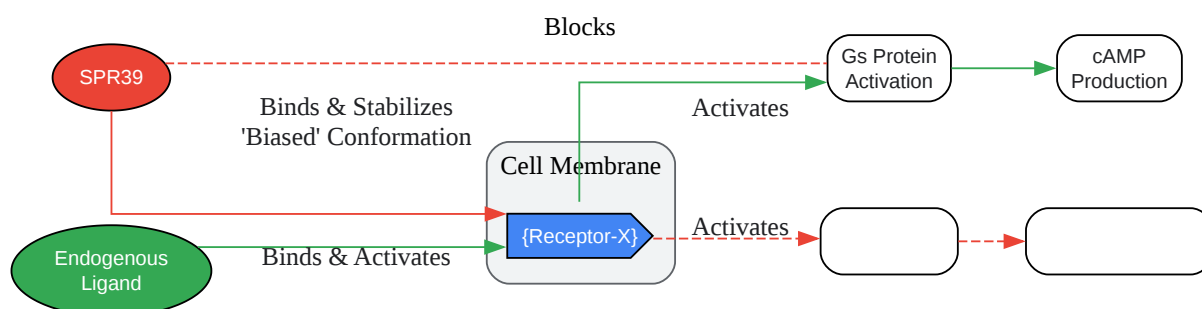 Blocks
SPR39
Gs Protein
Activation
cAMP
Production
Binds & Stabilizes
'Biased' Conformation
Activates
Cell Membrane
{Receptor-X}
Activates
Endogenous
Ligand
Binds & Activates